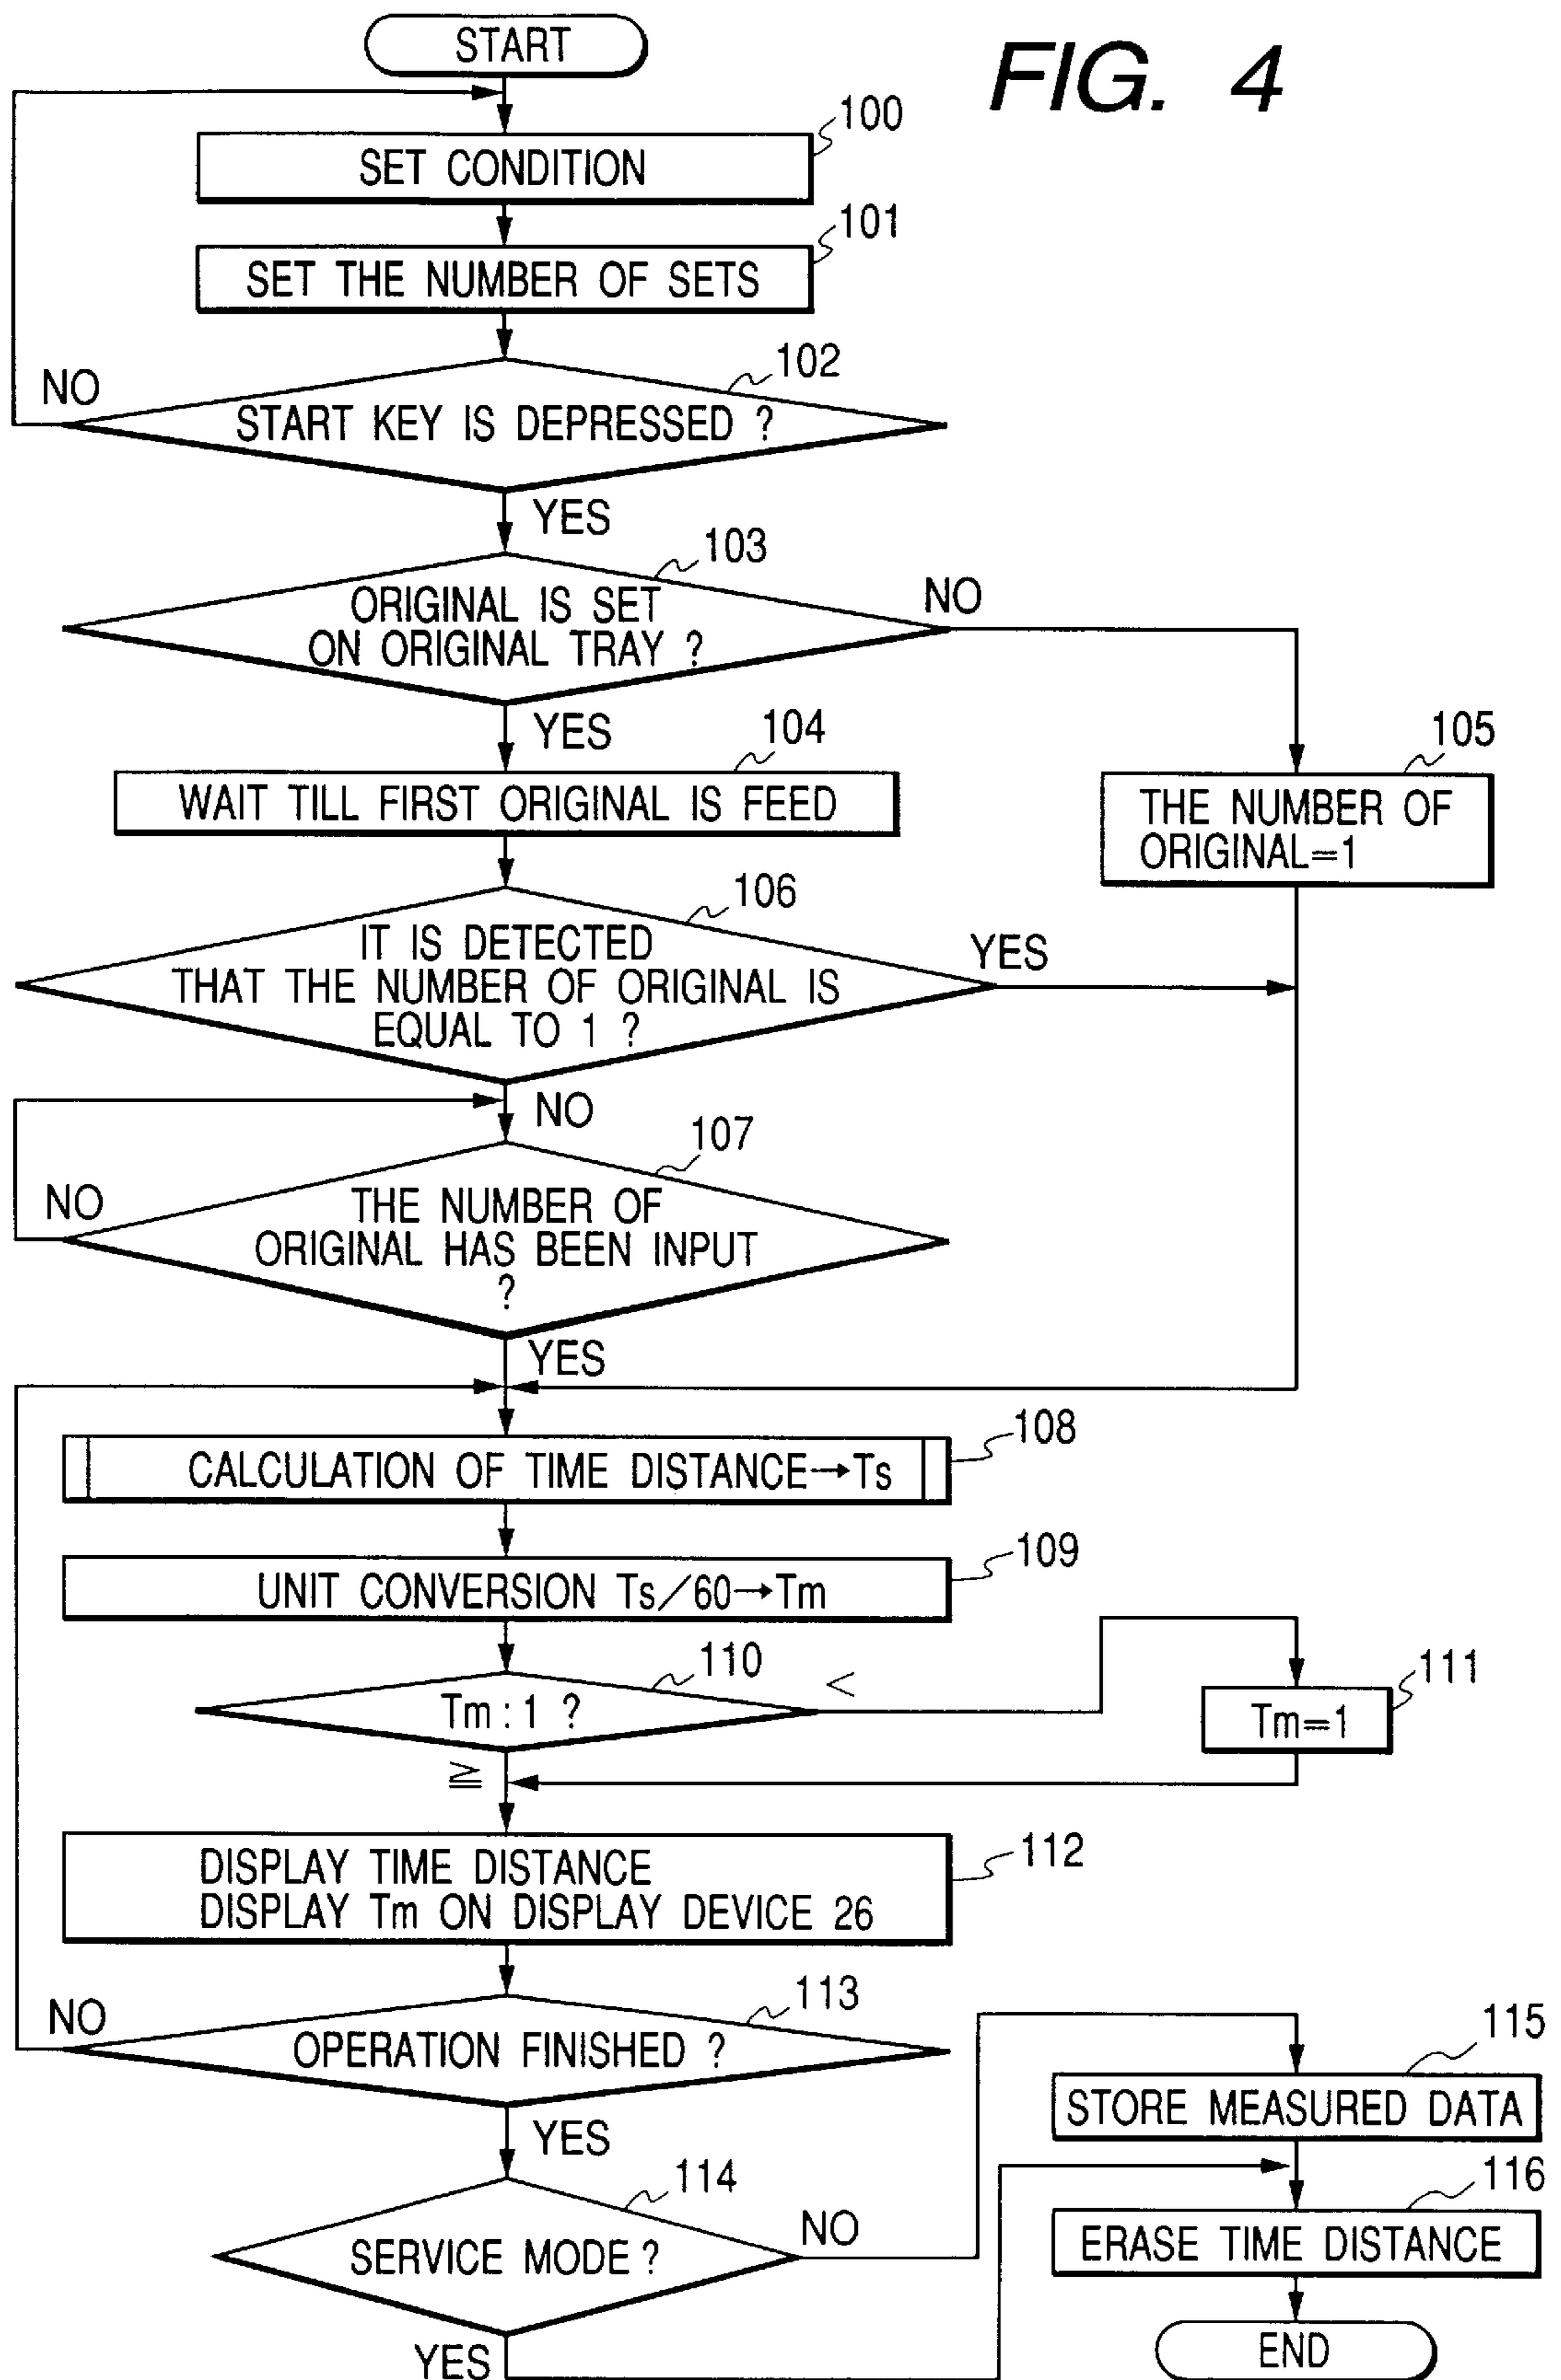 START
FIG. 4
100
SET CONDITION
101
SET THE NUMBER OF SETS
102
NO
START KEY IS DEPRESSED ?
YES
103
ORIGINAL IS SET
ON ORIGINAL TRAY ?
NO
YES
104
WAIT TILL FIRST ORIGINAL IS FEED
105
THE NUMBER OF
ORIGINAL=1
106
IT IS DETECTED
THAT THE NUMBER OF ORIGINAL IS
EQUAL TO 1 ?
YES
NO
107
NO
THE NUMBER OF
ORIGINAL HAS BEEN INPUT
?
YES
108
CALCULATION OF TIME DISTANCE→Ts
109
UNIT CONVERSION Ts/60→Tm
110
Tm : 1 ?
<
111
Tm=1
≧
112
DISPLAY TIME DISTANCE
DISPLAY Tm ON DISPLAY DEVICE 26
113
NO
OPERATION FINISHED ?
YES
114
SERVICE MODE ?
NO
YES
115
STORE MEASURED DATA
116
ERASE TIME DISTANCE
END